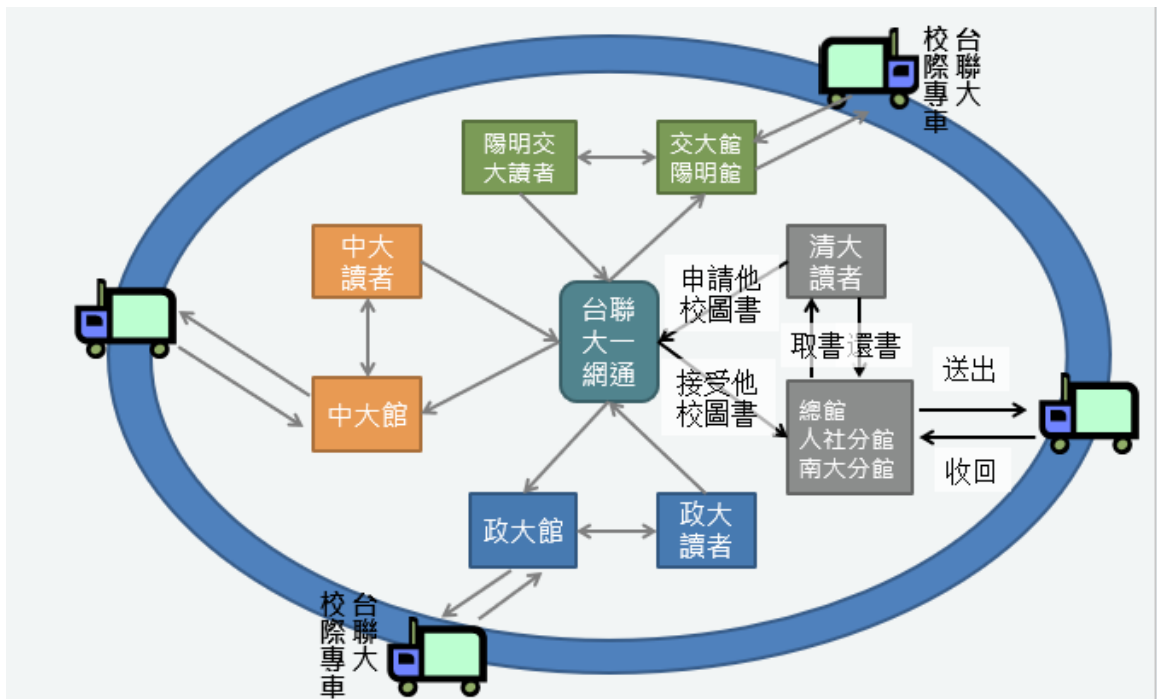 台聯大
校際專車
陽明交
大讀者
交大館
陽明館
中大
讀者
清大
讀者
申請他
校圖書
台聯
大一
網通
取書
還書
接受他
校圖書
送出
中大館
總館
人社分館
南大分館
收回
政大館
政大
讀者
台聯大
校際專車